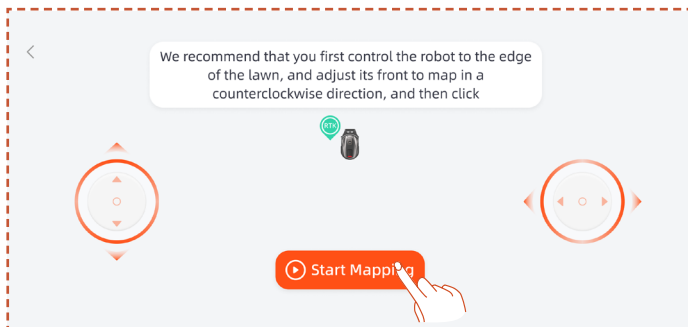 We recommend that you first control the robot to the edge
of the lawn, and adjust its front to map in a
counterclockwise direction, and then click
RTK
Start Mapping